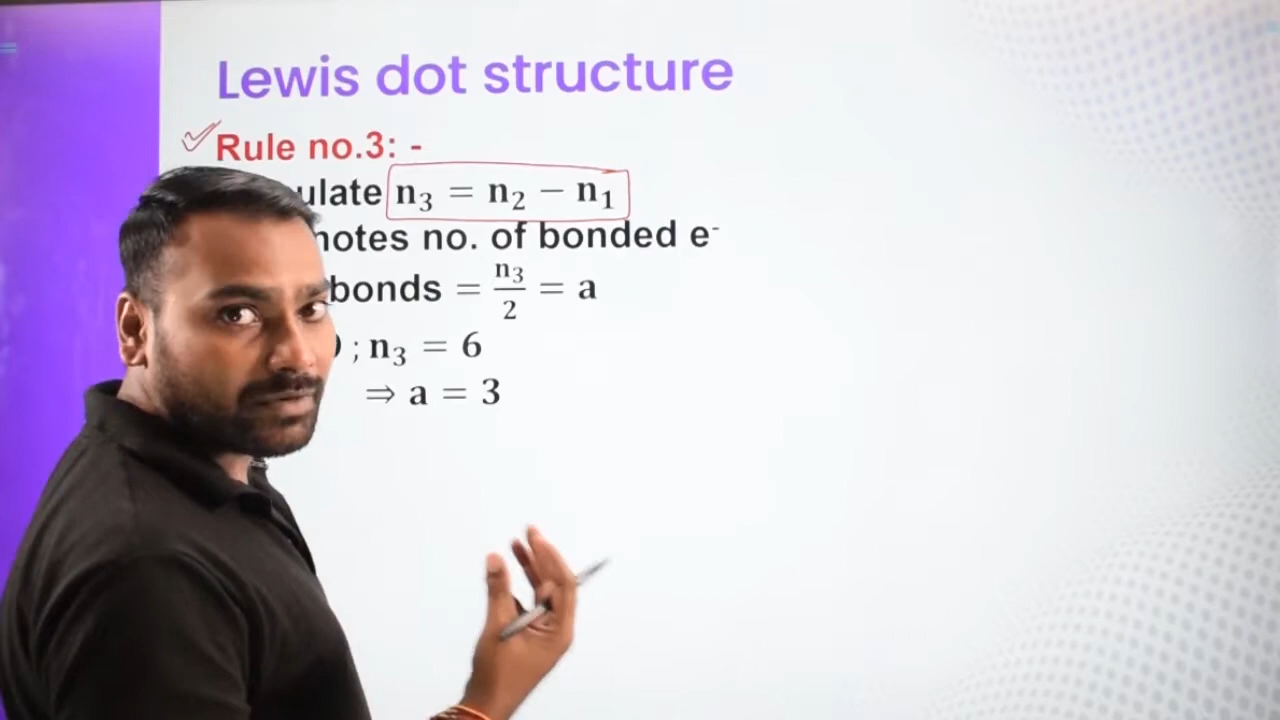 Lewis dot structure
Rule no.3: -
ulate n₃ = n₂ − n₁
notes no. of bonded e⁻
bonds = n₃/2 = a
) ; n₃ = 6
⇒ a = 3